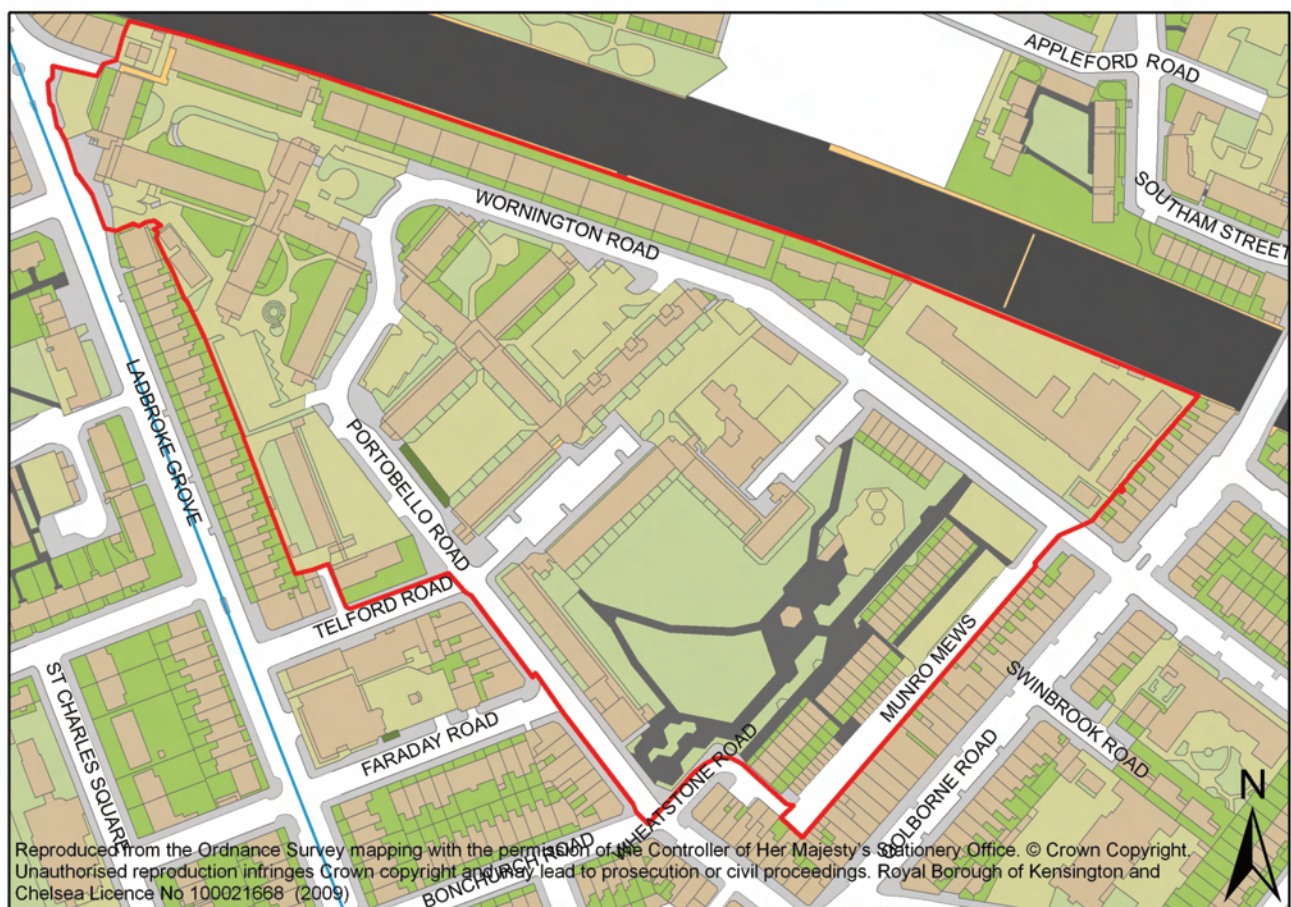 APPLEFORD ROAD
SOUTHAM STREET
WORNINGTON ROAD
LADBROKE GROVE
PORTOBELLO ROAD
TELFORD ROAD
MUNRO MEWS
SWINBROOK ROAD
ST CHARLES SQUARE
FARADAY ROAD
GOLBORNE ROAD
WHEATSTONE ROAD
BONCHURCH ROAD
N
Reproduced from the Ordnance Survey mapping with the permission of the Controller of Her Majesty's Stationery Office. © Crown Copyright.
Unauthorised reproduction infringes Crown copyright and may lead to prosecution or civil proceedings. Royal Borough of Kensington and
Chelsea Licence No 100021668 (2009)